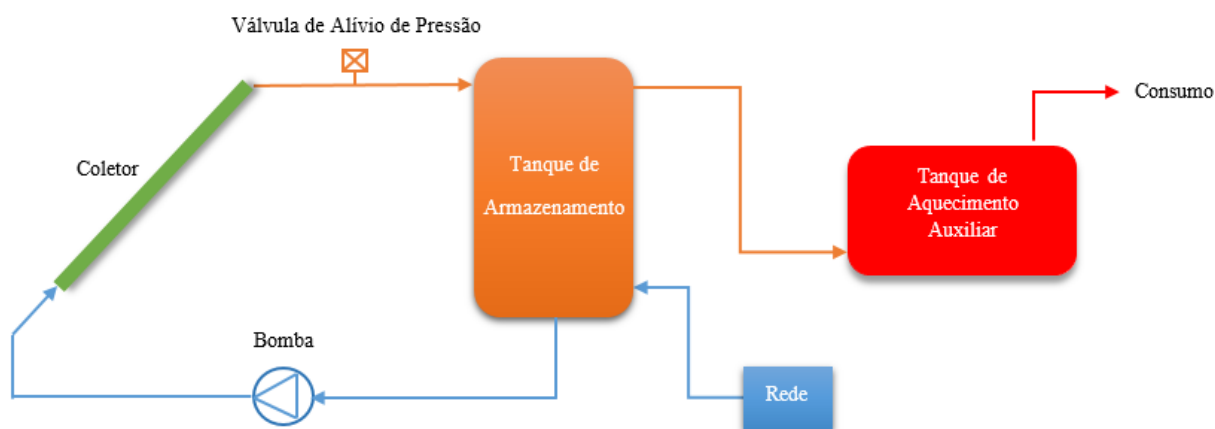 Válvula de Alívio de Pressão
Coletor
Tanque de
Armazenamento
Consumo
Tanque de
Aquecimento
Auxiliar
Bomba
Rede